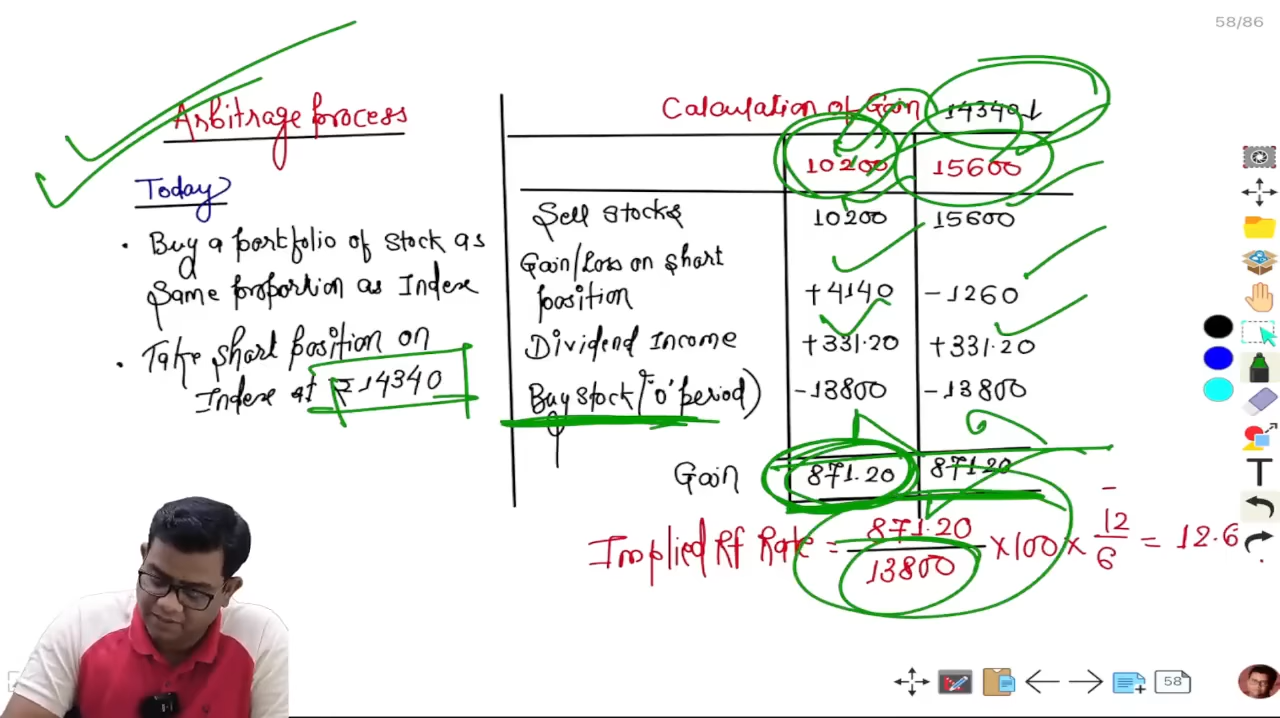 58/86
Arbitrage process
Today
• Buy a portfolio of stock as
Same proportion as Index
• Take short position on
Index at ₹14340
Calculation of Gain 14340↓
10200 15600
Sell stocks 10200 15600
Gain/Loss on short
position +4140 -1260
Dividend Income +331.20 +331.20
Buy stock ("0" period) -13800 -13800
Gain 871.20 871.20
Implied Rf Rate = 871.20 / 13800 × 100 × 12 / 6 = 12.6
T
58